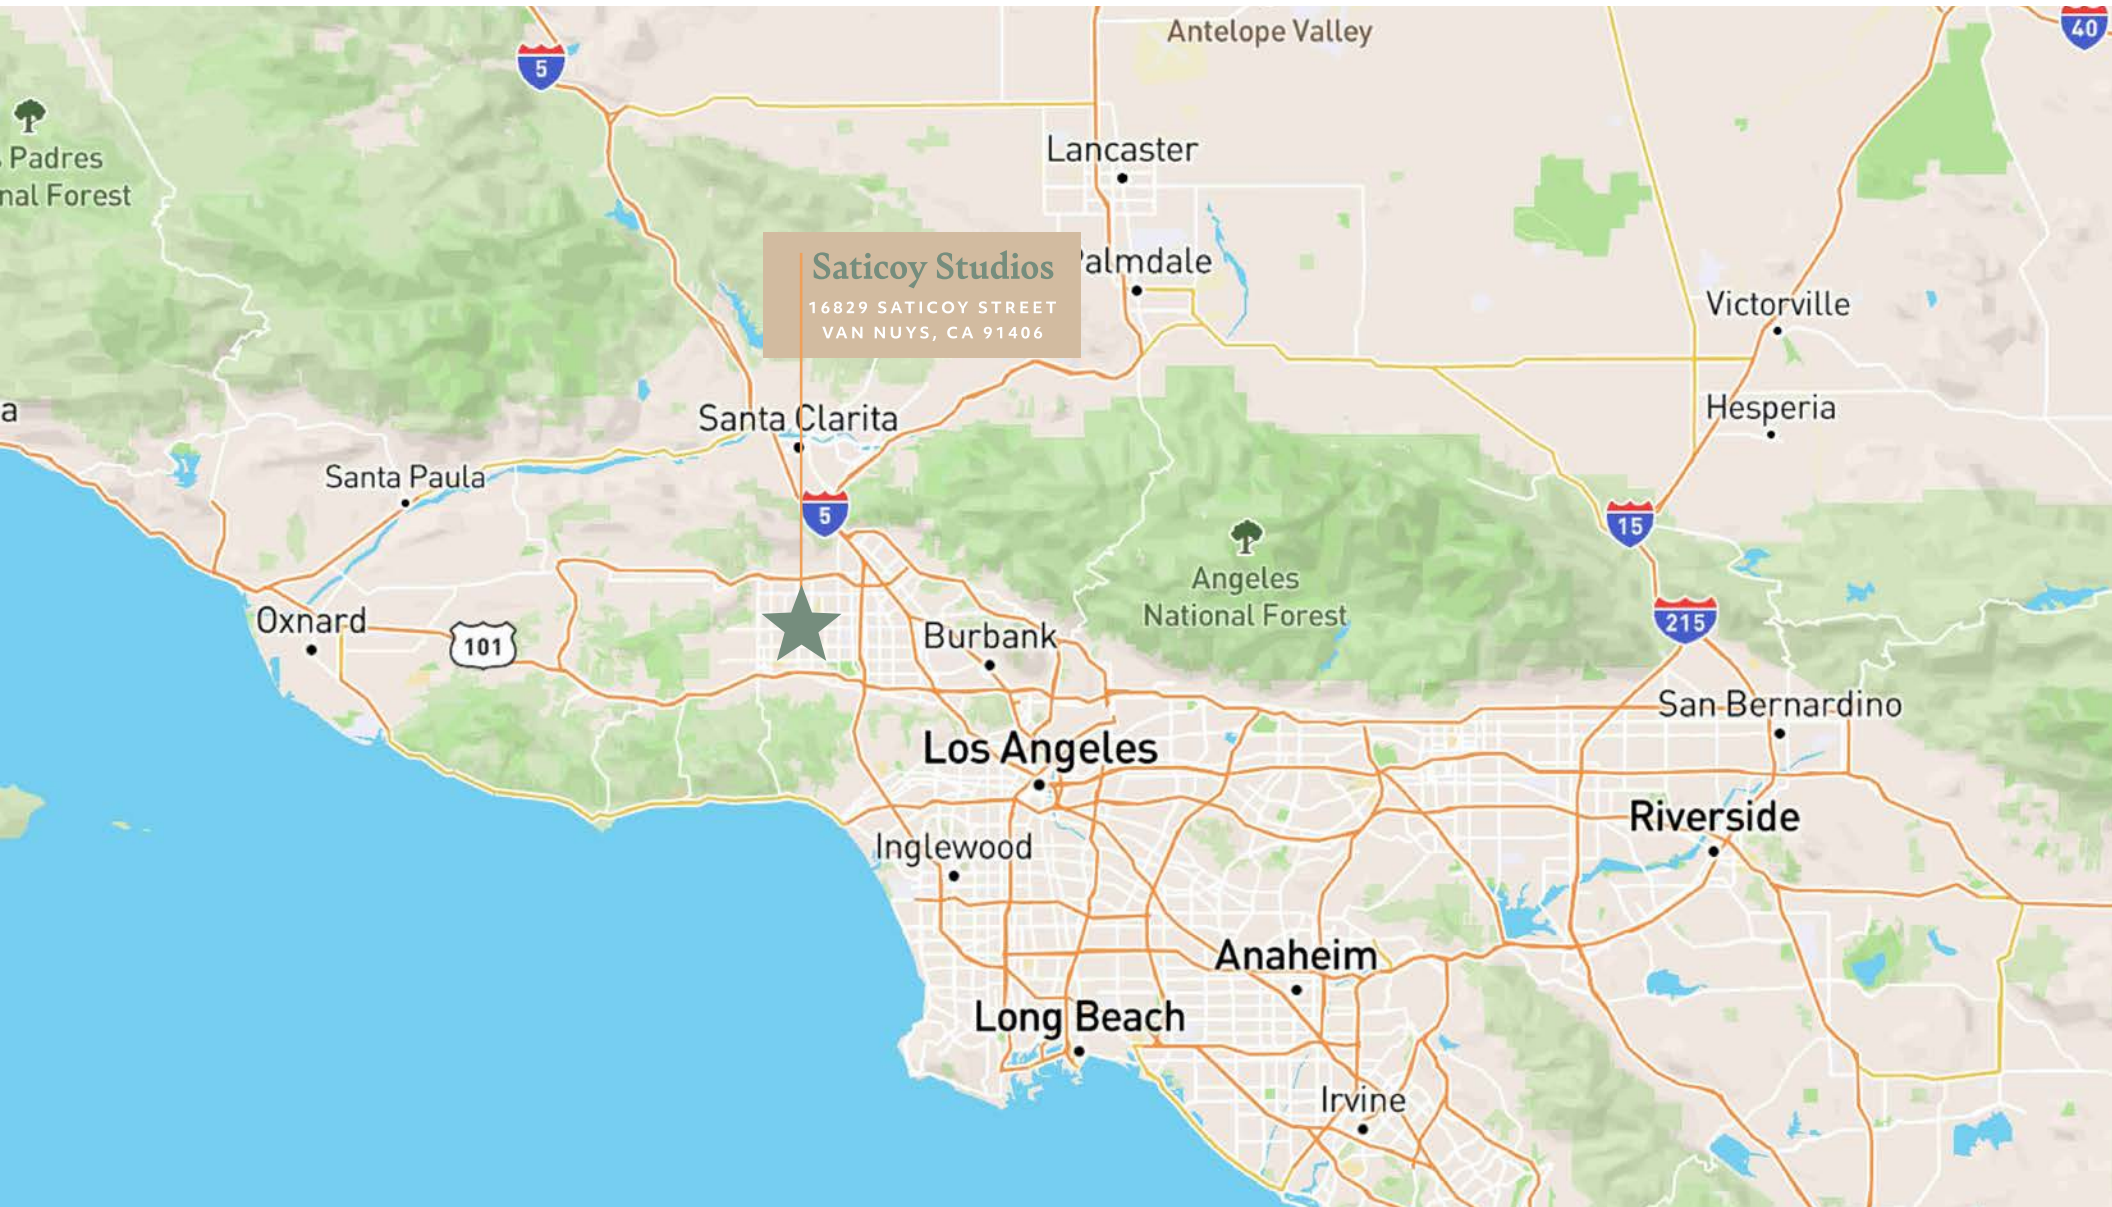 Antelope Valley
5
40
Padres
nal Forest
Lancaster
Saticoy Studios
16829 SATICOY STREET
VAN NUYS, CA 91406
Palmdale
Victorville
a
Santa Clarita
Hesperia
Santa Paula
5
15
Angeles
National Forest
Oxnard
101
Burbank
215
San Bernardino
Los Angeles
Riverside
Inglewood
Anaheim
Long Beach
Irvine